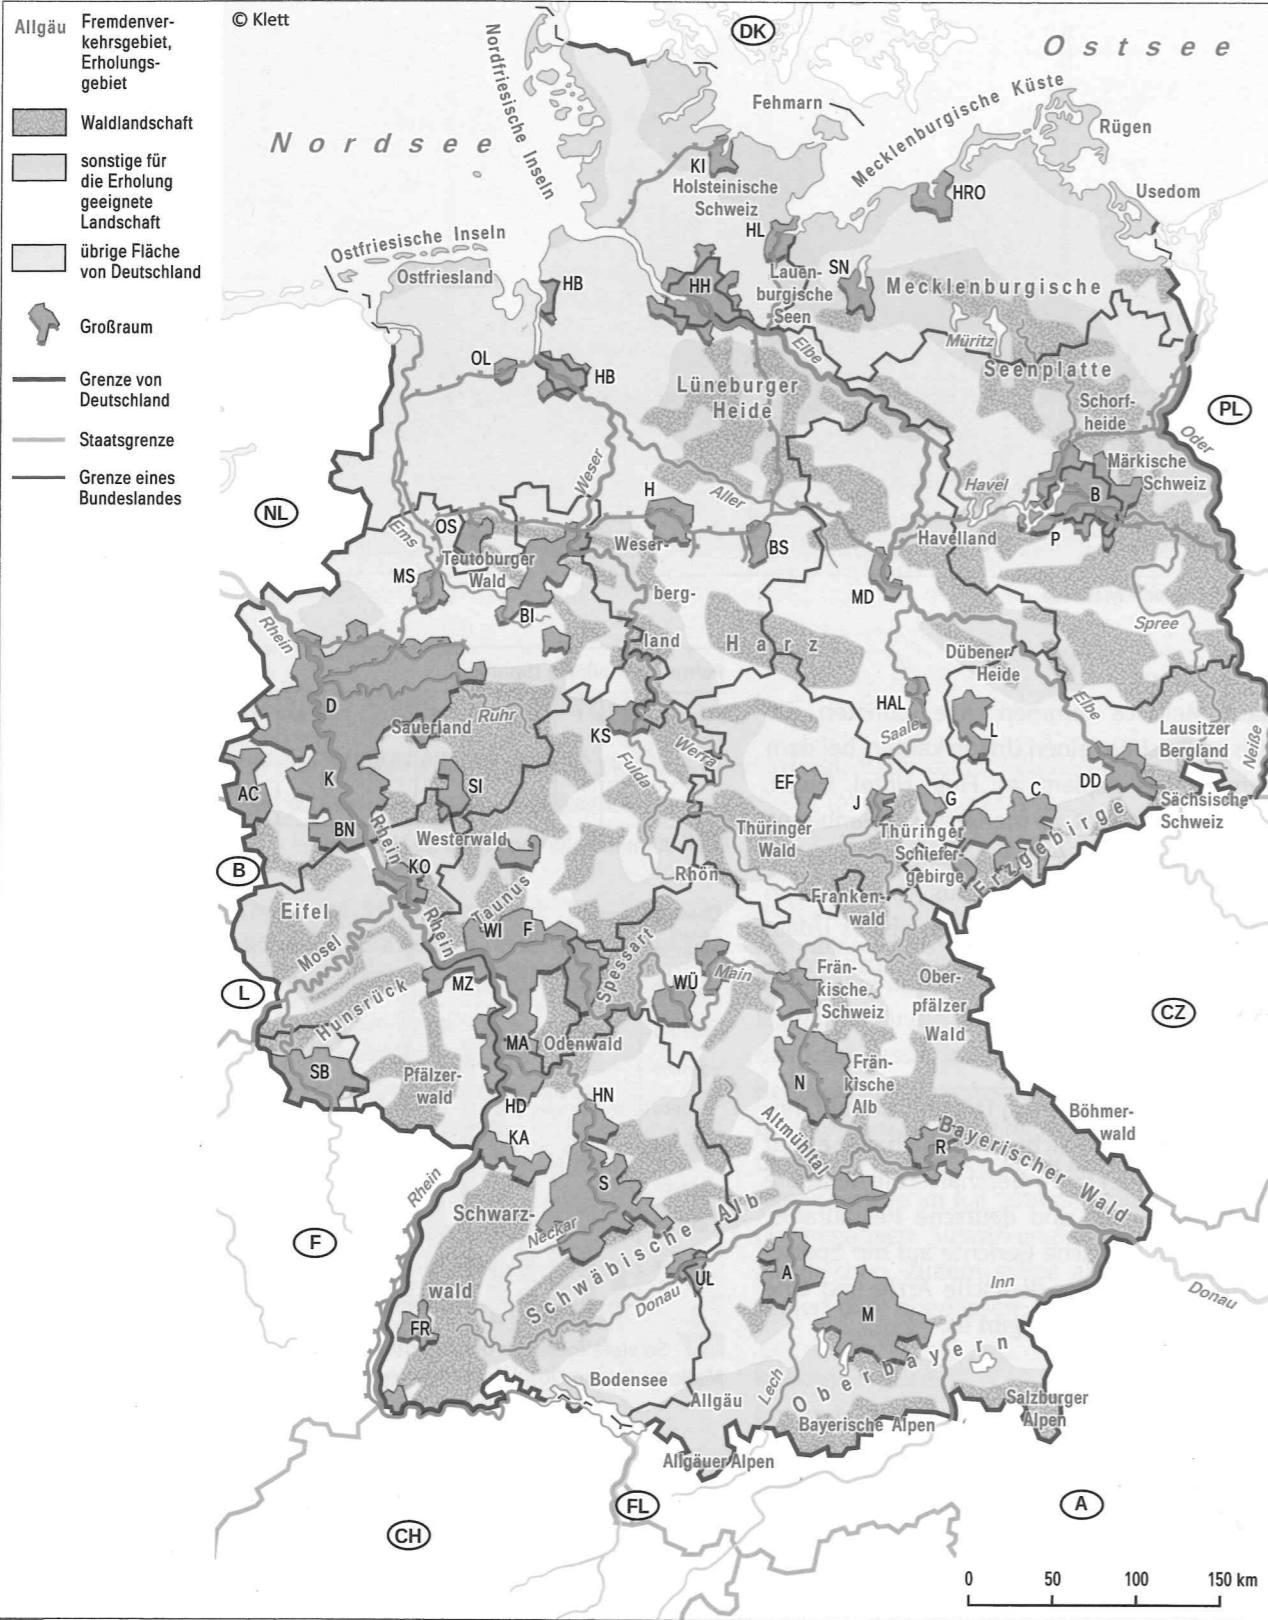 Allgäu
Fremdenver-
kehrsgebiet,
Erholungs-
gebiet
Waldlandschaft
sonstige für
die Erholung
geeignete
Landschaft
übrige Fläche
von Deutschland
Großraum
Grenze von
Deutschland
Staatsgrenze
Grenze eines
Bundeslandes
© Klett
DK
Ostsee
Nordsee
Nordfriesische Inseln
Fehmarn
Mecklenburgische Küste
Rügen
Usedom
KI
Holsteinische
Schweiz
HRO
HL
Ostfriesische Inseln
Ostfriesland
HB
HH
Lauen-
burgische
Seen
SN
Mecklenburgische
Müritz
Seenplatte
Elbe
OL
HB
Lüneburger
Heide
Schorf-
heide
PL
Oder
Märkische
Schweiz
B
Havel
P
Havelland
NL
Weser
Aller
H
Ems
OS
Teutoburger
Wald
MS
BI
Weser-
berg-
land
BS
MD
Harz
Spree
Rhein
D
Sauerland
Ruhr
KS
Werra
Fulda
Dübener
Heide
HAL
Saale
L
Elbe
Lausitzer
Bergland
Neiße
DD
Sächsische
Schweiz
AC
K
SI
BN
Rhein
Westerwald
KO
EF
J
G
C
Thüringer
Wald
Thüringer
Schiefer-
gebirge
Erzgebirge
B
Rhön
Franken-
wald
Eifel
Mosel
Rhein
Taunus
WI
F
MZ
Spessart
WÜ
Main
Frän-
kische
Schweiz
Ober-
pfälzer
Wald
L
Hunsrück
CZ
SB
Pfälzer-
wald
MA
Odenwald
HD
HN
N
Frän-
kische
Alb
Böhmer-
wald
KA
Altmühltal
R
Bayerischer Wald
Rhein
F
Schwarz-
wald
S
Neckar
Schwäbische Alb
UL
Donau
A
M
Inn
Donau
FR
Bodensee
Allgäu
Lech
Oberbayern
Bayerische Alpen
Salzburger
Alpen
Allgäuer Alpen
FL
A
CH
0 50 100 150 km